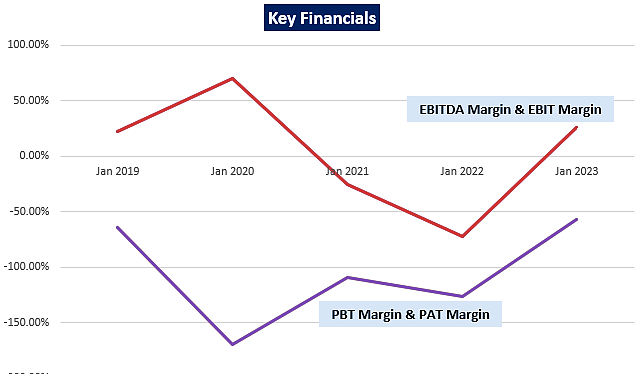 Key Financials
100.00%
50.00%
EBITDA Margin & EBIT Margin
0.00%
Jan 2019 Jan 2020 Jan 2021 Jan 2022 Jan 2023
-50.00%
-100.00%
PBT Margin & PAT Margin
-150.00%